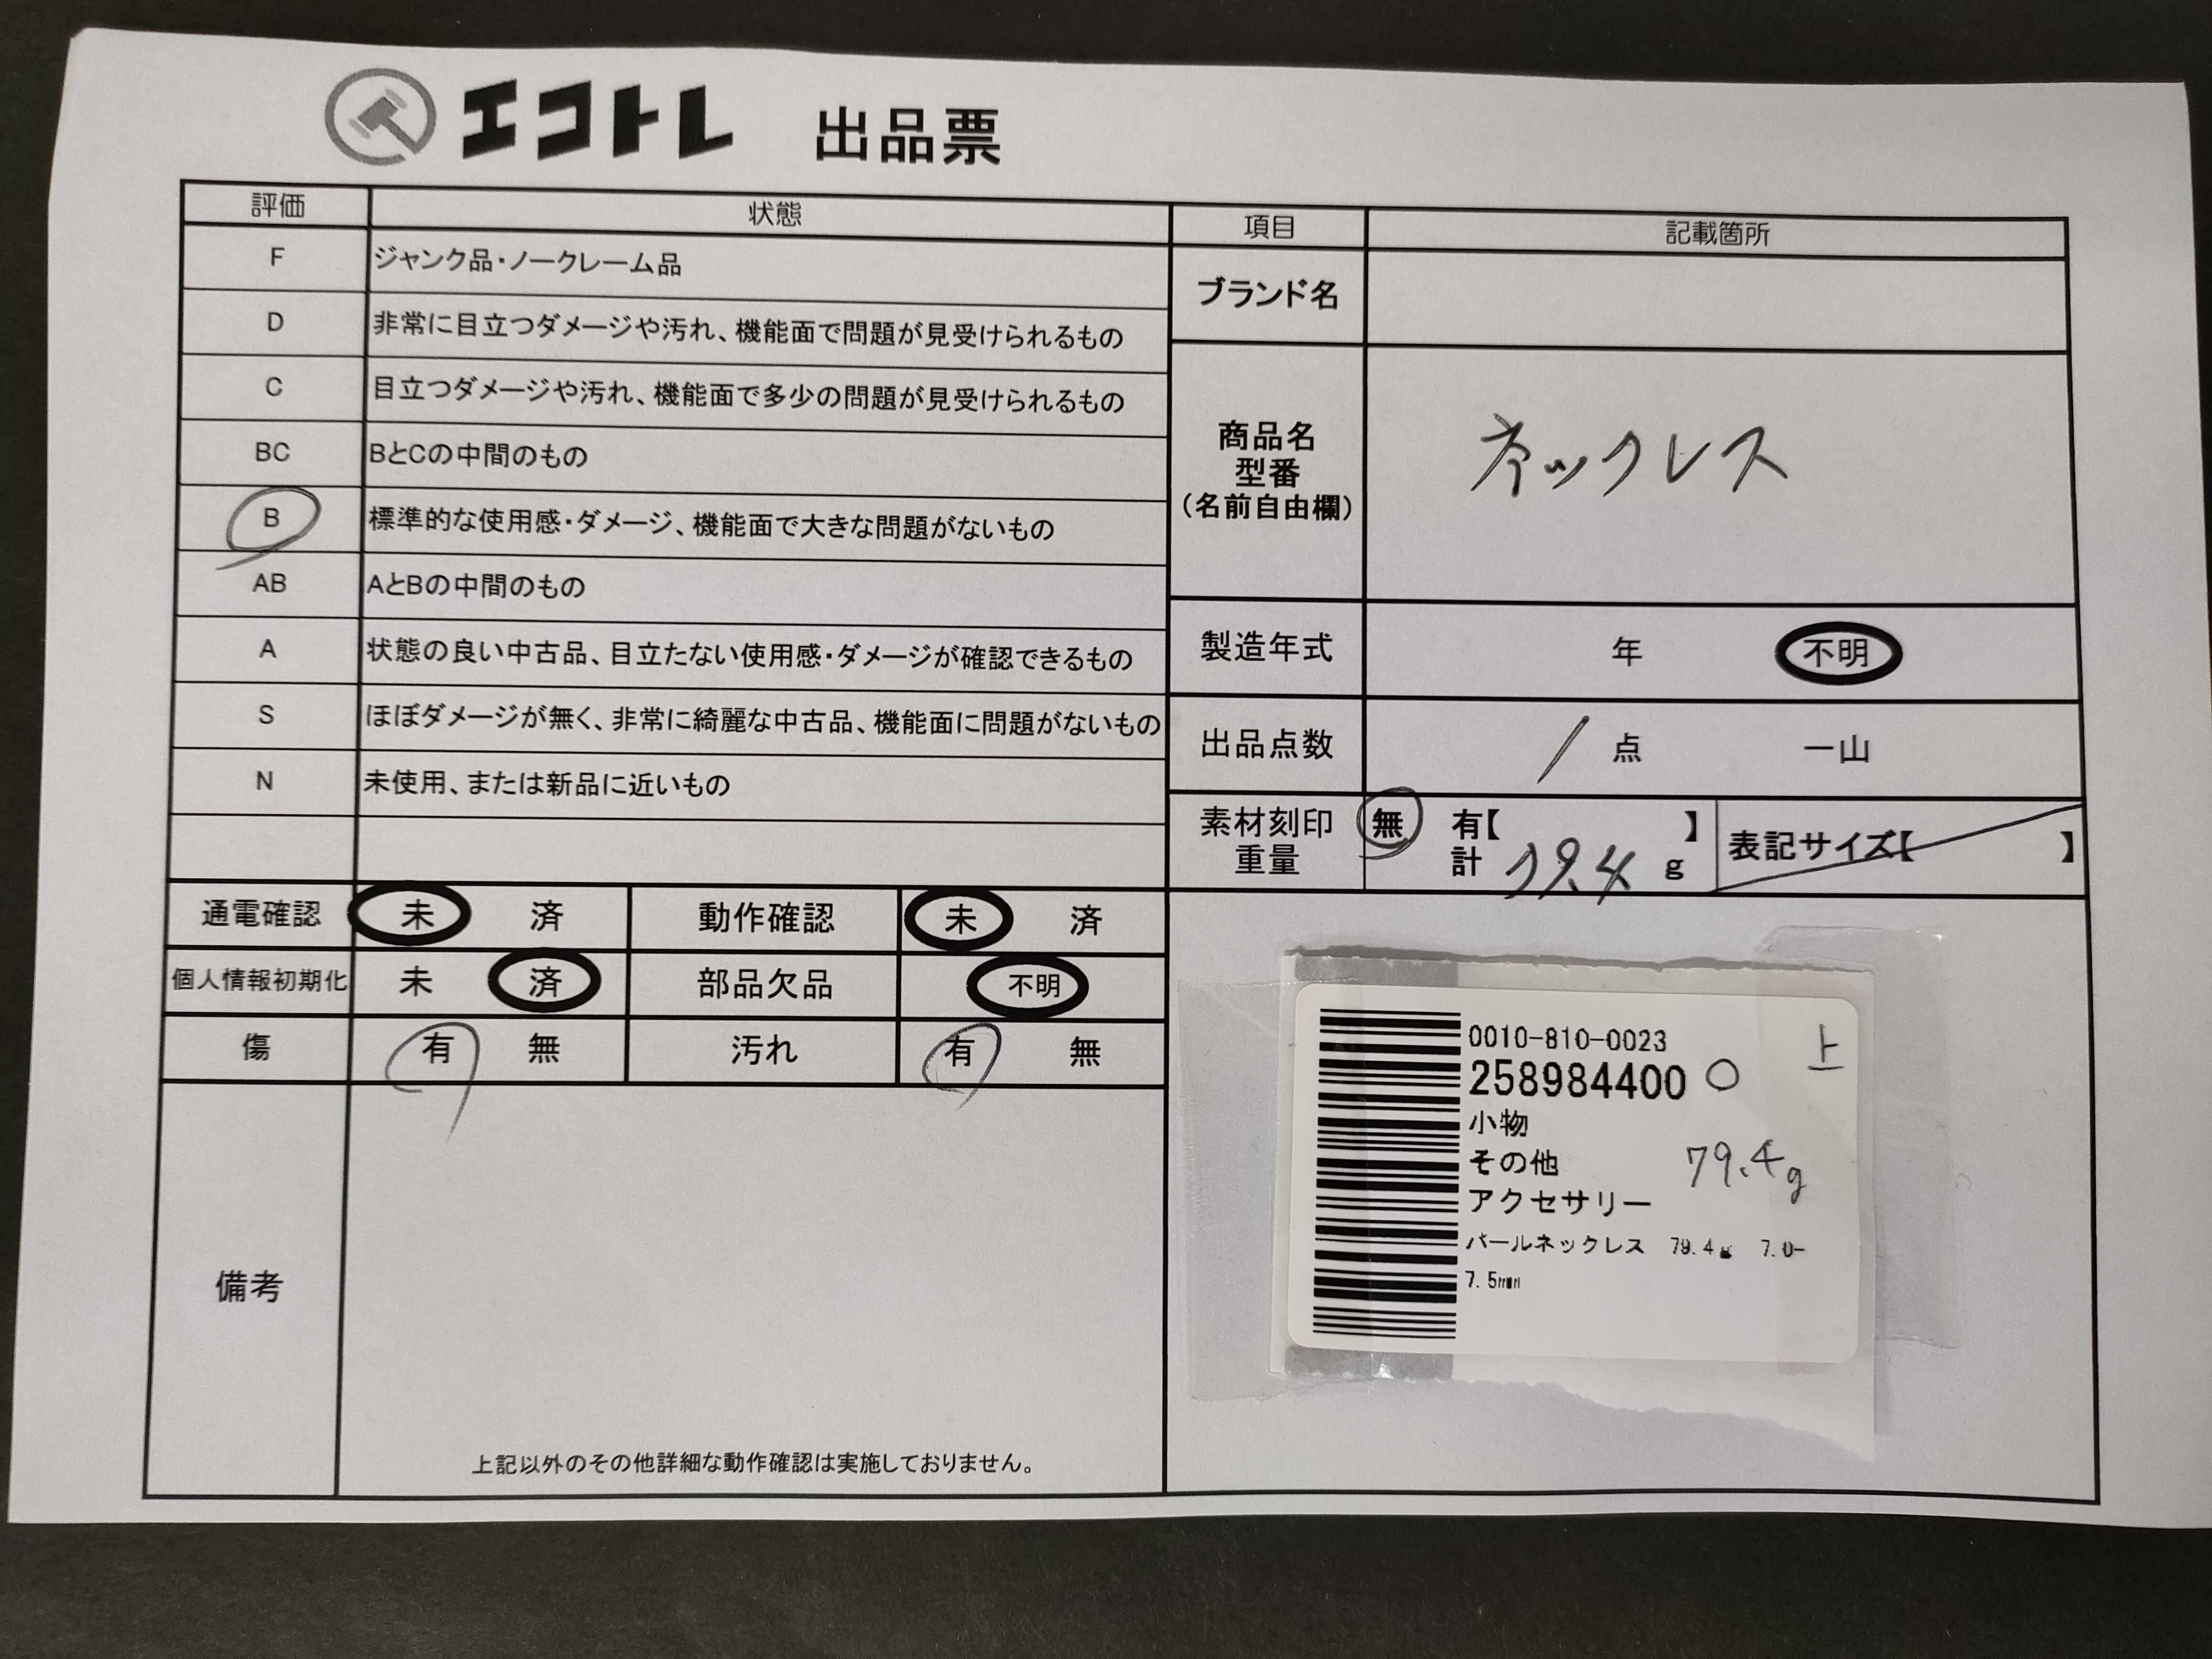 エコトレ 出品票
評価 状態
F ジャンク品・ノークレーム品
D 非常に目立つダメージや汚れ、機能面で問題が見受けられるもの
C 目立つダメージや汚れ、機能面で多少の問題が見受けられるもの
BC BとCの中間のもの
B 標準的な使用感・ダメージ、機能面で大きな問題がないもの
AB AとBの中間のもの
A 状態の良い中古品、目立たない使用感・ダメージが確認できるもの
S ほぼダメージが無く、非常に綺麗な中古品、機能面に問題がないもの
N 未使用、または新品に近いもの
通電確認 未 済 動作確認 未 済
個人情報初期化 未 済 部品欠品 不明
傷 有 無 汚れ 有 無
備考
上記以外のその他詳細な動作確認は実施しておりません。
項目 記載箇所
ブランド名
商品名
型番
(名前自由欄)
ネックレス
製造年式 年 不明
出品点数 1 点 一山
素材刻印 無 有【 】
重量 計 79.4 g
表記サイズ【 】
0010-810-0023 上
258984400 ○
小物
その他 79.4g
アクセサリー
パールネックレス 79.4g 7.0-
7.5mm